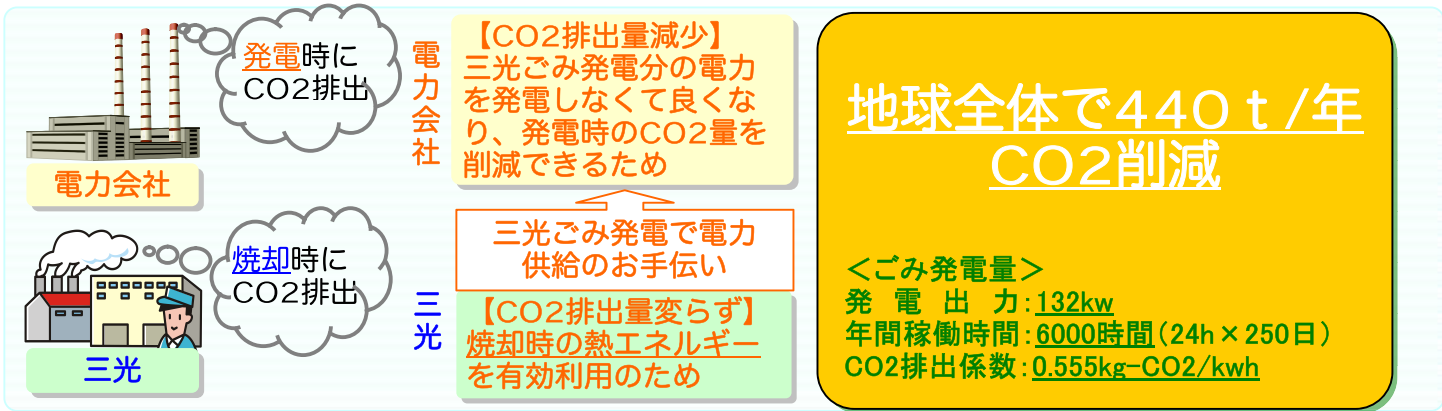 発電時に
CO2排出
電力会社
焼却時に
CO2排出
三光
電力会社
【CO2排出量減少】
三光ごみ発電分の電力
を発電しなくて良くな
り、発電時のCO2量を
削減できるため
三光ごみ発電で電力
供給のお手伝い
三光
【CO2排出量変らず】
焼却時の熱エネルギー
を有効利用のため
地球全体で440ｔ/年
CO2削減
＜ごみ発電量＞
発　電　出　力：132kw
年間稼働時間：6000時間（24h×250日）
CO2排出係数：0.555kg-CO2/kwh